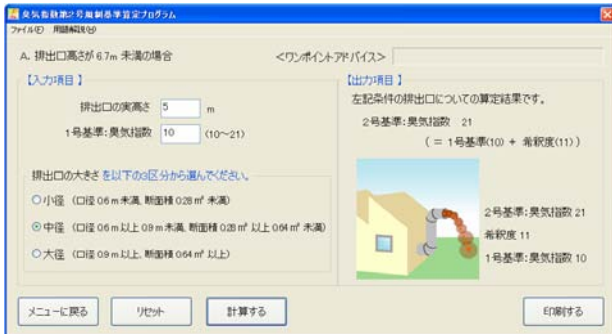 臭気指数第2号規制基準算定プログラム
ファイル(F) 用語解説(H)
A. 排出口高さが 6.7m 未満の場合
<ワンポイントアドバイス>
【入力項目】
排出口の実高さ 5 m
1号基準:臭気指数 10 (10～21)
排出口の大きさを以下の3区分から選んでください。
小径 (口径 0.6 m 未満, 断面積 0.28 m² 未満)
中径 (口径 0.6 m 以上 0.9 m 未満, 断面積 0.28 m² 以上 0.64 m² 未満)
大径 (口径 0.9 m 以上, 断面積 0.64 m² 以上)
【出力項目】
左記条件の排出口についての算定結果です。
2号基準:臭気指数 21
( = 1号基準(10) + 希釈度(11) )
2号基準:臭気指数 21
希釈度 11
1号基準:臭気指数 10
メニューに戻る リセット 計算する 印刷する